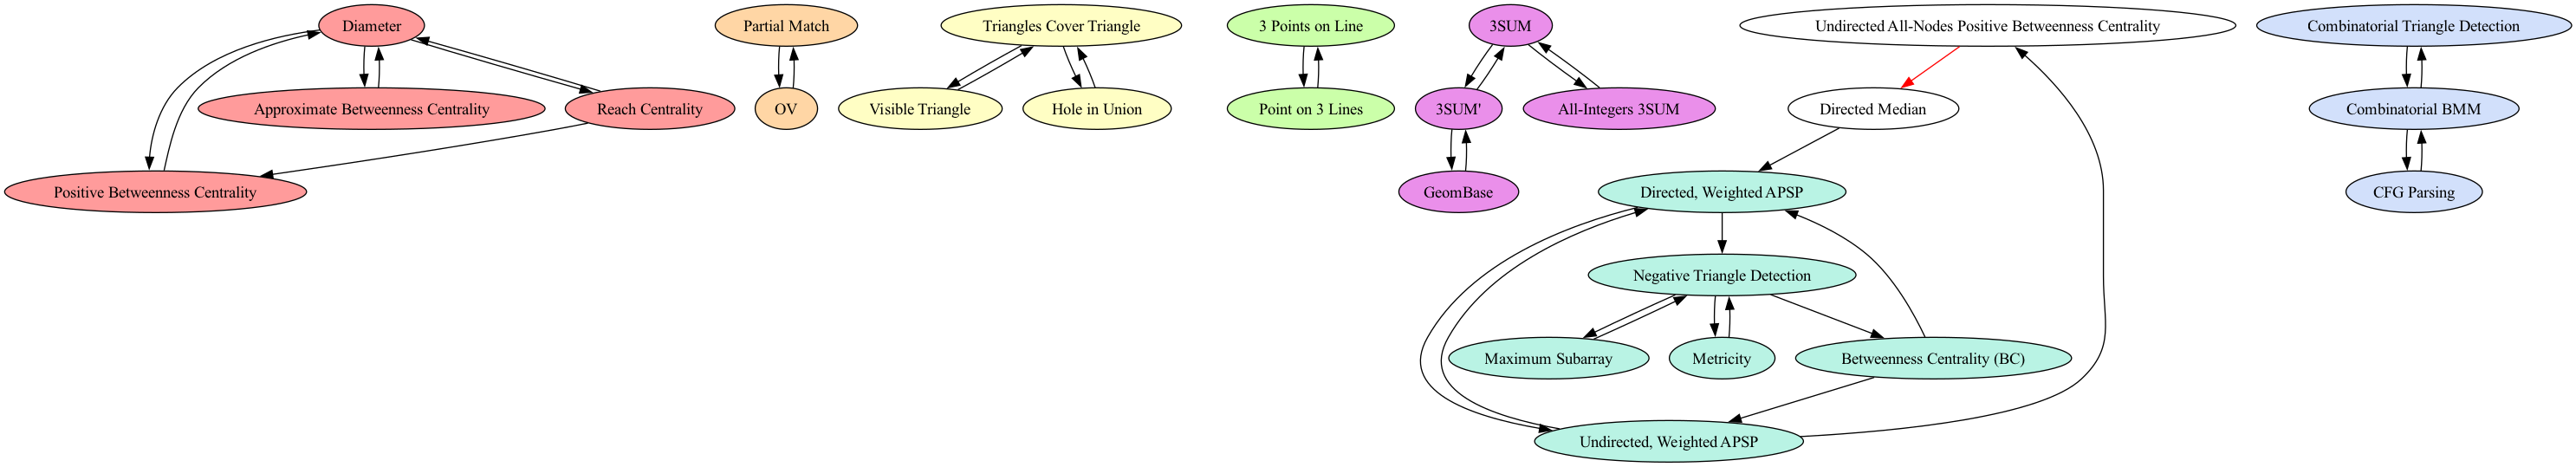 Diameter
Partial Match
Triangles Cover Triangle
3 Points on Line
3SUM
Undirected All-Nodes Positive Betweenness Centrality
Combinatorial Triangle Detection
Approximate Betweenness Centrality
Reach Centrality
OV
Visible Triangle
Hole in Union
Point on 3 Lines
3SUM'
All-Integers 3SUM
Directed Median
Combinatorial BMM
Positive Betweenness Centrality
GeomBase
Directed, Weighted APSP
CFG Parsing
Negative Triangle Detection
Maximum Subarray
Metricity
Betweenness Centrality (BC)
Undirected, Weighted APSP